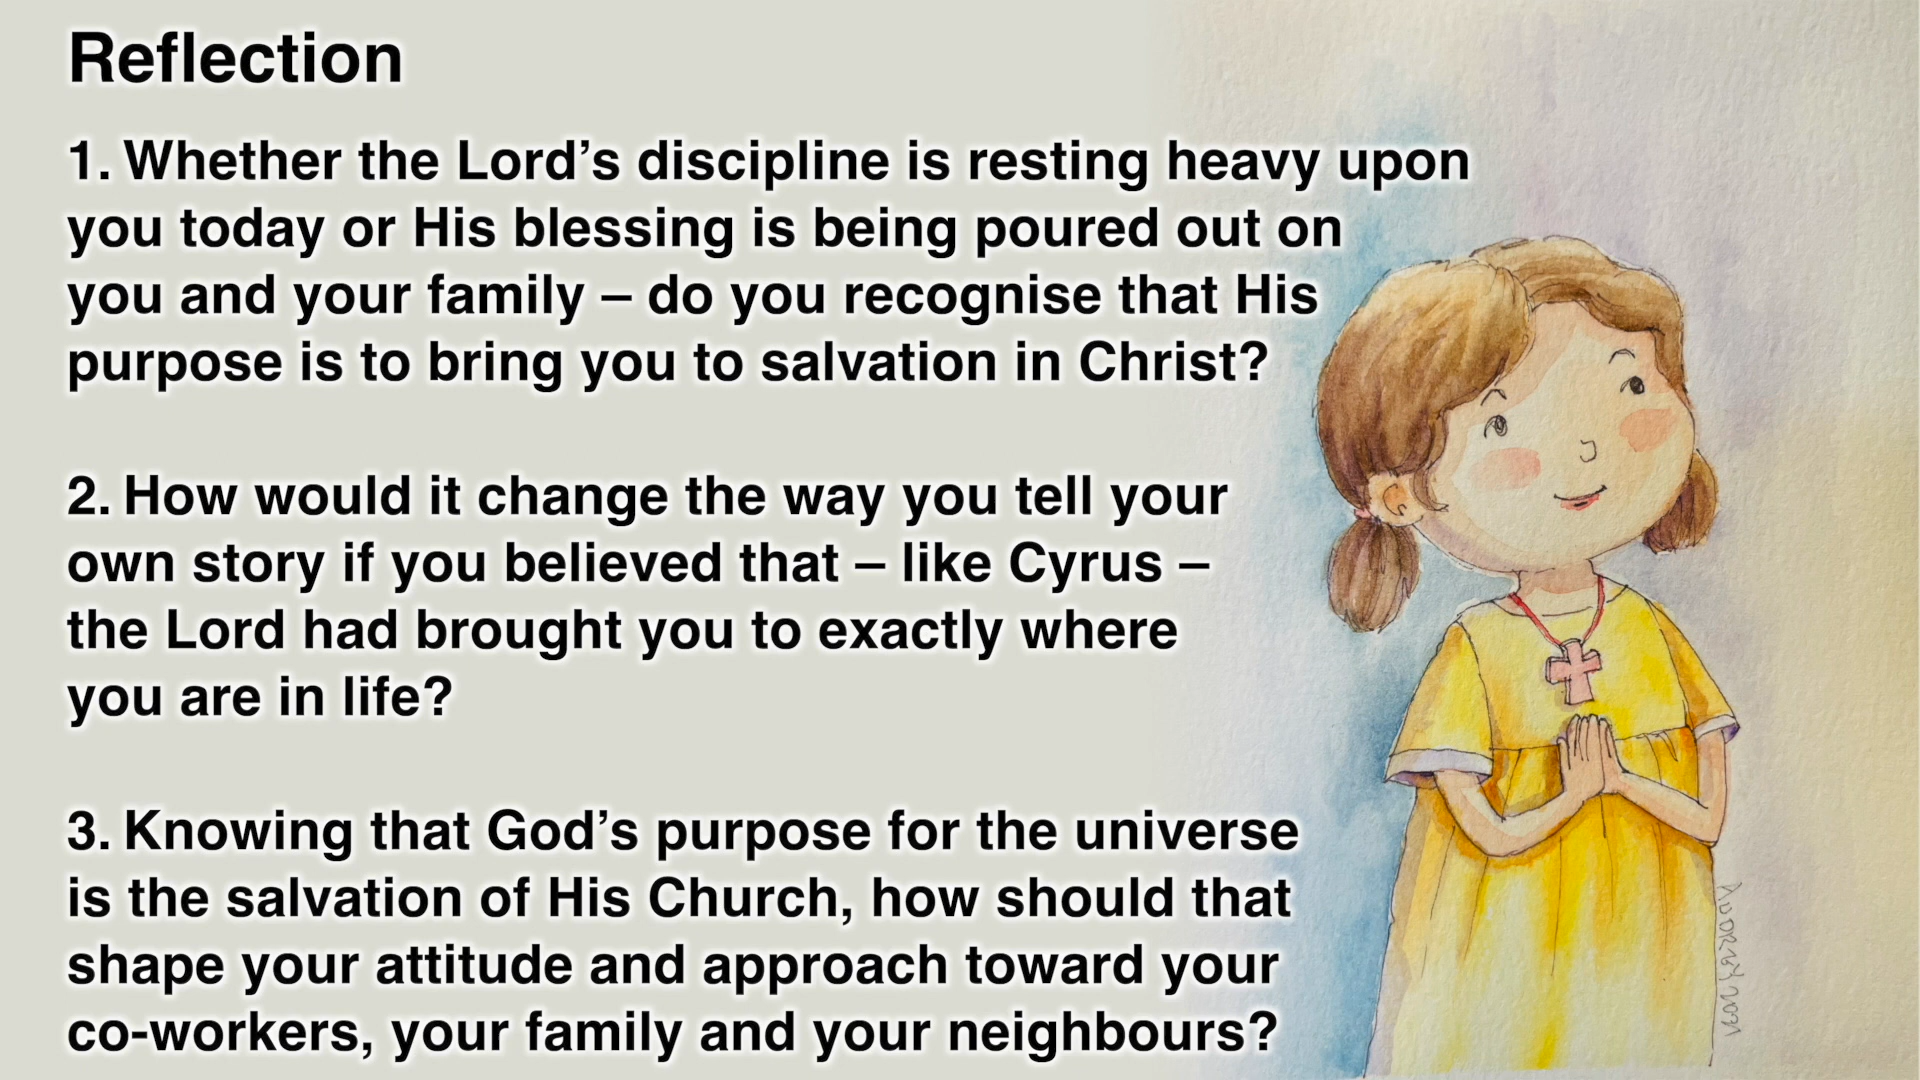 Reflection
1. Whether the Lord’s discipline is resting heavy upon
you today or His blessing is being poured out on
you and your family – do you recognise that His
purpose is to bring you to salvation in Christ?
2. How would it change the way you tell your
own story if you believed that – like Cyrus –
the Lord had brought you to exactly where
you are in life?
3. Knowing that God’s purpose for the universe
is the salvation of His Church, how should that
shape your attitude and approach toward your
co-workers, your family and your neighbours?